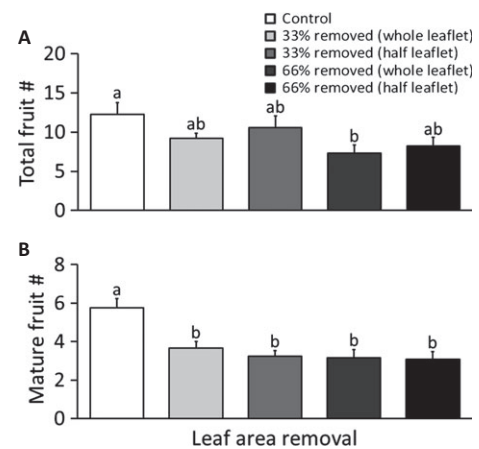 Control
33% removed (whole leaflet)
33% removed (half leaflet)
66% removed (whole leaflet)
66% removed (half leaflet)
A
Total fruit #
20
15
10
5
0
a
ab
ab
b
ab
B
Mature fruit #
8
6
4
2
0
a
b
b
b
b
Leaf area removal